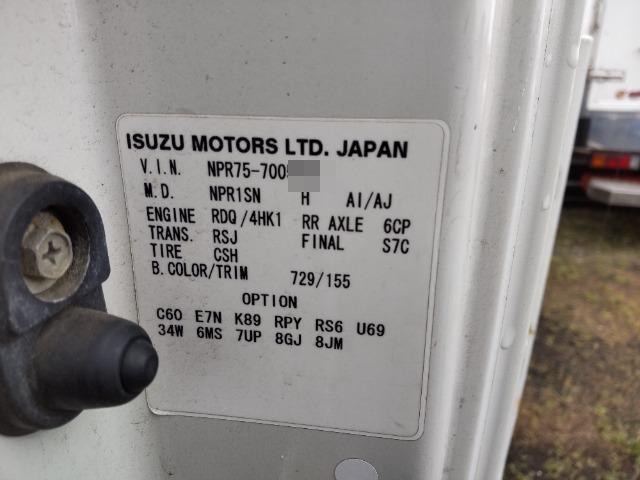 ISUZU MOTORS LTD. JAPAN
V.I.N. NPR75-700
M.D. NPR1SN H AI/AJ
ENGINE RDQ/4HK1 RR AXLE 6CP
TRANS. RSJ FINAL S7C
TIRE CSH
B.COLOR/TRIM 729/155
OPTION
C60 E7N K89 RPY RS6 U69
34W 6MS 7UP 8GJ 8JM